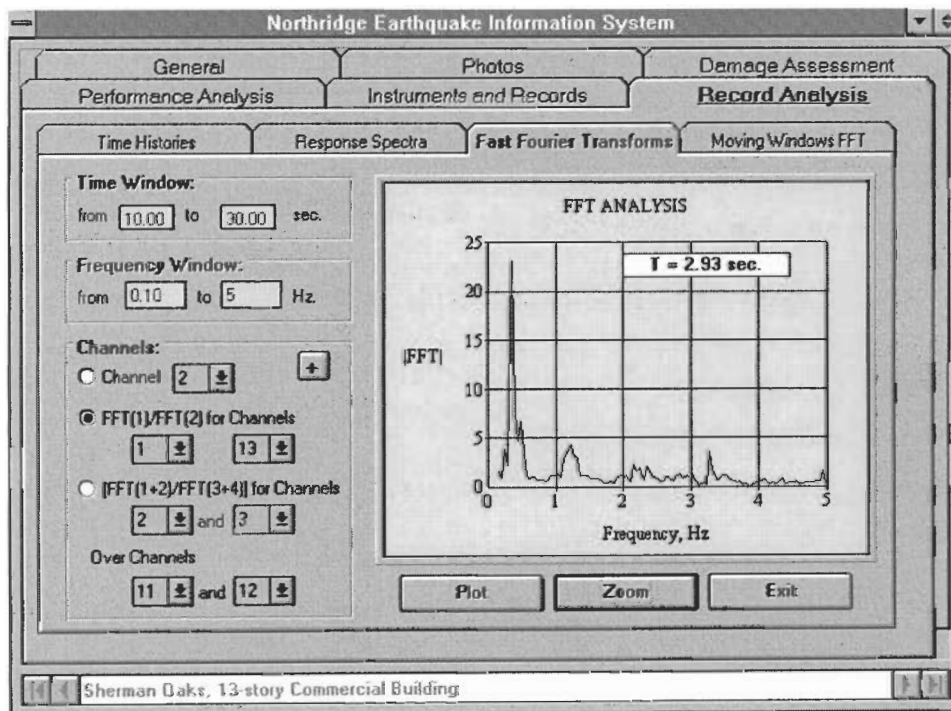 Northridge Earthquake Information System
General Photos Damage Assessment
Performance Analysis Instruments and Records Record Analysis
Time Histories Response Spectra Fast Fourier Transforms Moving Windows FFT
Time Window:
from 10.00 to 30.00 sec.
Frequency Window:
from 0.10 to 5 Hz.
Channels:
Channel 2 +
FFT(1)/FFT(2) for Channels
1 13
|FFT(1+2)/FFT(3+4)| for Channels
2 and 3
Over Channels
11 and 12
FFT ANALYSIS
T = 2.93 sec.
25
20
15
10
5
0
|FFT|
0 1 2 3 4 5
Frequency, Hz
Plot Zoom Exit
Sherman Oaks, 13-story Commercial Building